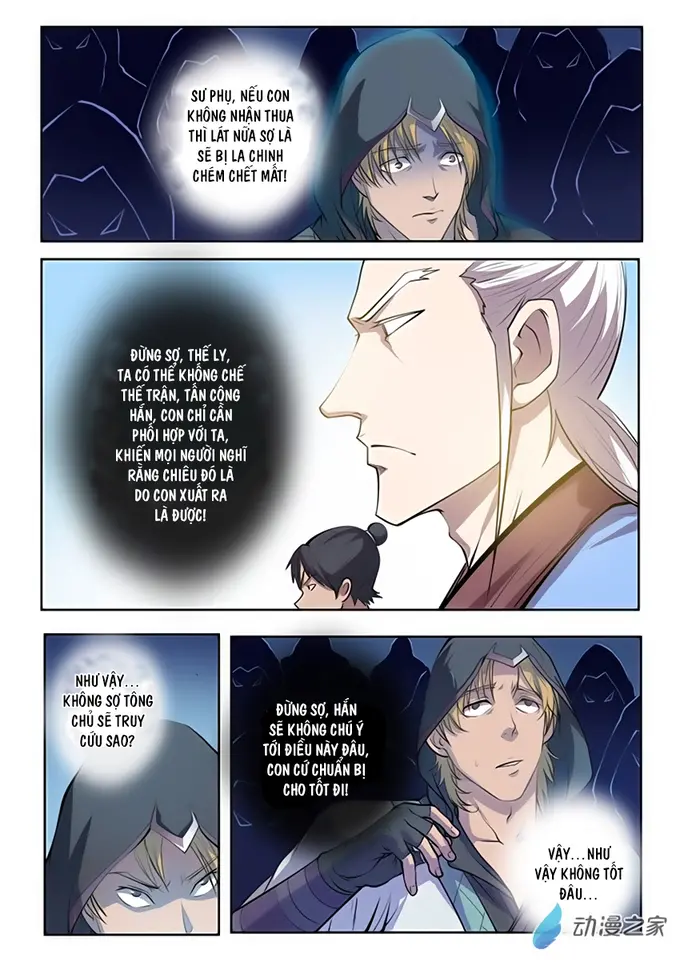 SƯ PHỤ, NẾU CON
KHÔNG NHẬN THUA
THÌ LÁT NỮA SỢ LÀ
SẼ BỊ LA CHINH
CHÉM CHẾT MẤT!
ĐỪNG SỢ, THẾ LY,
TA CÓ THỂ KHỐNG CHẾ
THẾ TRẬN, TẤN CÔNG
HẮN, CON CHỈ CẦN
PHỐI HỢP VỚI TA,
KHIẾN MỌI NGƯỜI NGHĨ
RẰNG CHIÊU ĐÓ LÀ
DO CON XUẤT RA
LÀ ĐƯỢC!
NHƯ VẬY...
KHÔNG SỢ TÔNG
CHỦ SẼ TRUY
CỨU SAO?
ĐỪNG SỢ, HẮN
SẼ KHÔNG CHÚ Ý
TỚI ĐIỀU NÀY ĐÂU,
CON CỨ CHUẨN BỊ
CHO TỐT ĐI!
VẬY...NHƯ
VẬY KHÔNG TỐT
ĐÂU...
动漫之家